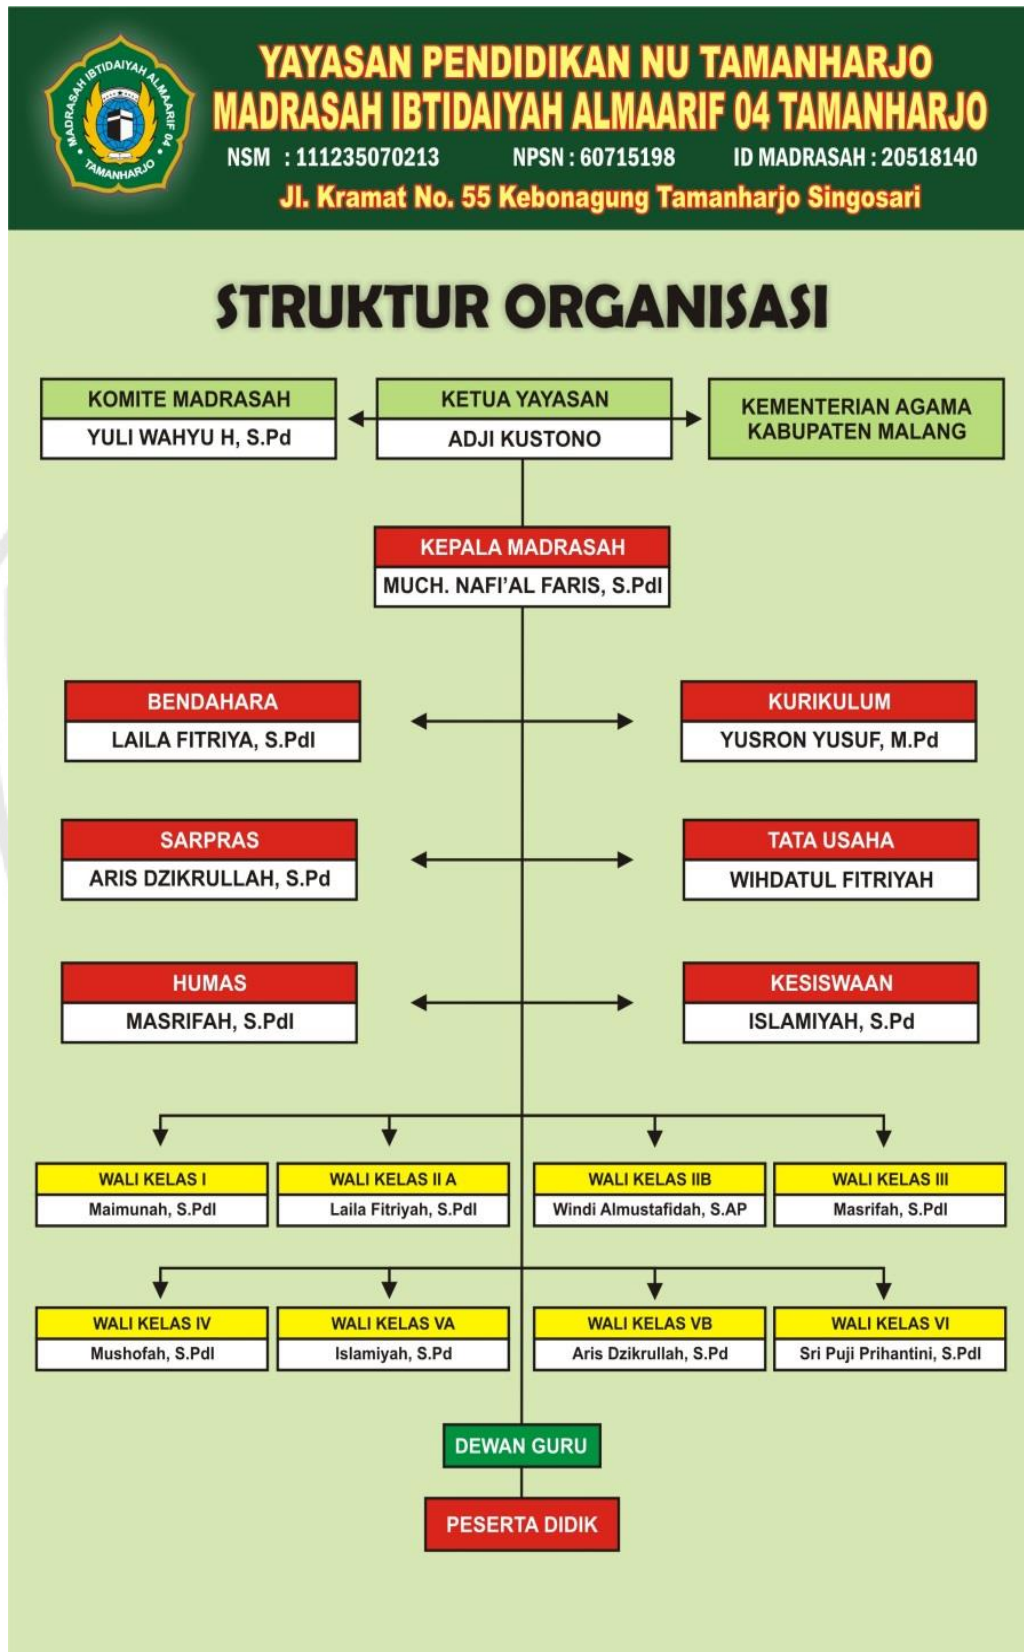 MADRASAH IBTIDAIYAH ALMAARIF 04
TAMANHARJO
YAYASAN PENDIDIKAN NU TAMANHARJO
MADRASAH IBTIDAIYAH ALMAARIF 04 TAMANHARJO
NSM : 111235070213 NPSN : 60715198 ID MADRASAH : 20518140
Jl. Kramat No. 55 Kebonagung Tamanharjo Singosari
STRUKTUR ORGANISASI
KOMITE MADRASAH
YULI WAHYU H, S.Pd
KETUA YAYASAN
ADJI KUSTONO
KEMENTERIAN AGAMA
KABUPATEN MALANG
KEPALA MADRASAH
MUCH. NAFI'AL FARIS, S.PdI
BENDAHARA
LAILA FITRIYA, S.PdI
KURIKULUM
YUSRON YUSUF, M.Pd
SARPRAS
ARIS DZIKRULLAH, S.Pd
TATA USAHA
WIHDATUL FITRIYAH
HUMAS
MASRIFAH, S.PdI
KESISWAAN
ISLAMIYAH, S.Pd
WALI KELAS I
Maimunah, S.PdI
WALI KELAS II A
Laila Fitriyah, S.PdI
WALI KELAS IIB
Windi Almustafidah, S.AP
WALI KELAS III
Masrifah, S.PdI
WALI KELAS IV
Mushofah, S.PdI
WALI KELAS VA
Islamiyah, S.Pd
WALI KELAS VB
Aris Dzikrullah, S.Pd
WALI KELAS VI
Sri Puji Prihantini, S.PdI
DEWAN GURU
PESERTA DIDIK